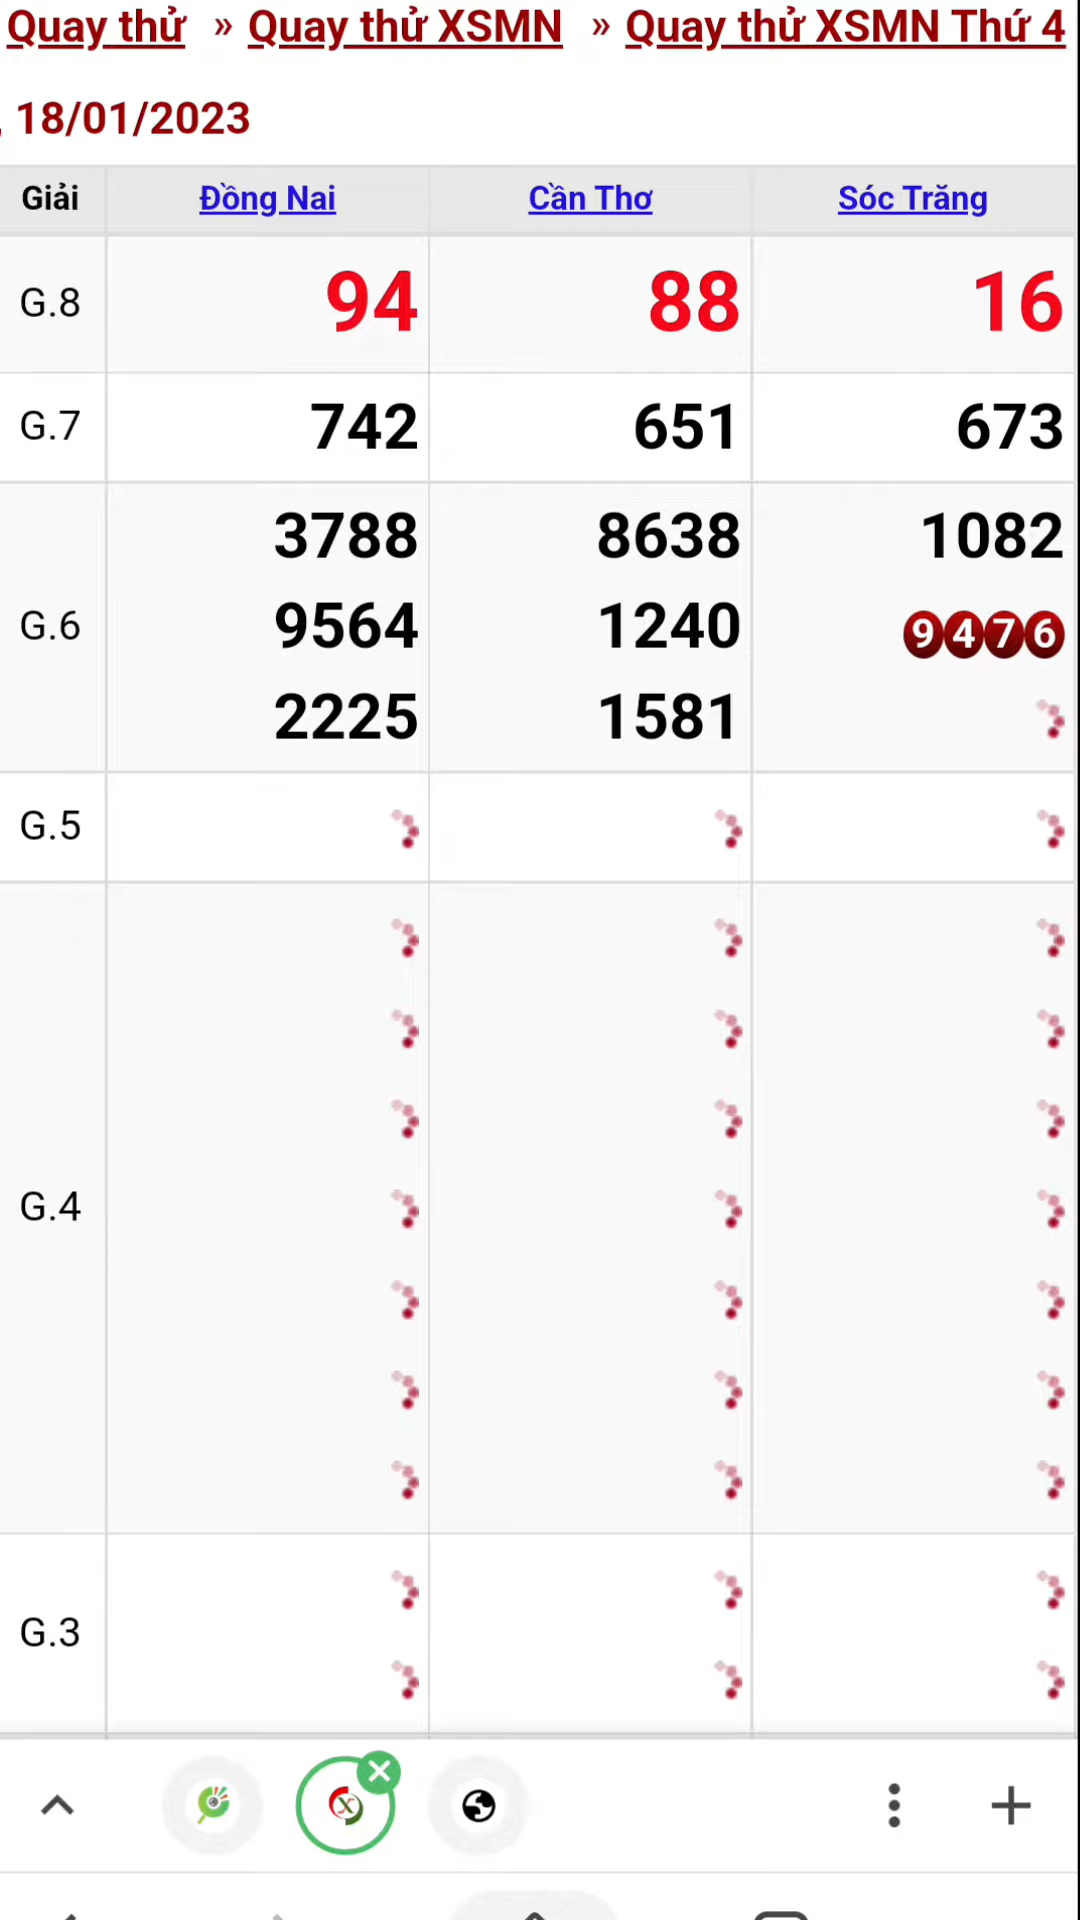 Quay thử » Quay thử XSMN » Quay thử XSMN Thứ 4
, 18/01/2023
Giải Đồng Nai Cần Thơ Sóc Trăng
G.8 94 88 16
G.7 742 651 673
3788 8638 1082
G.6 9564 1240 9476
2225 1581
G.5
G.4
G.3